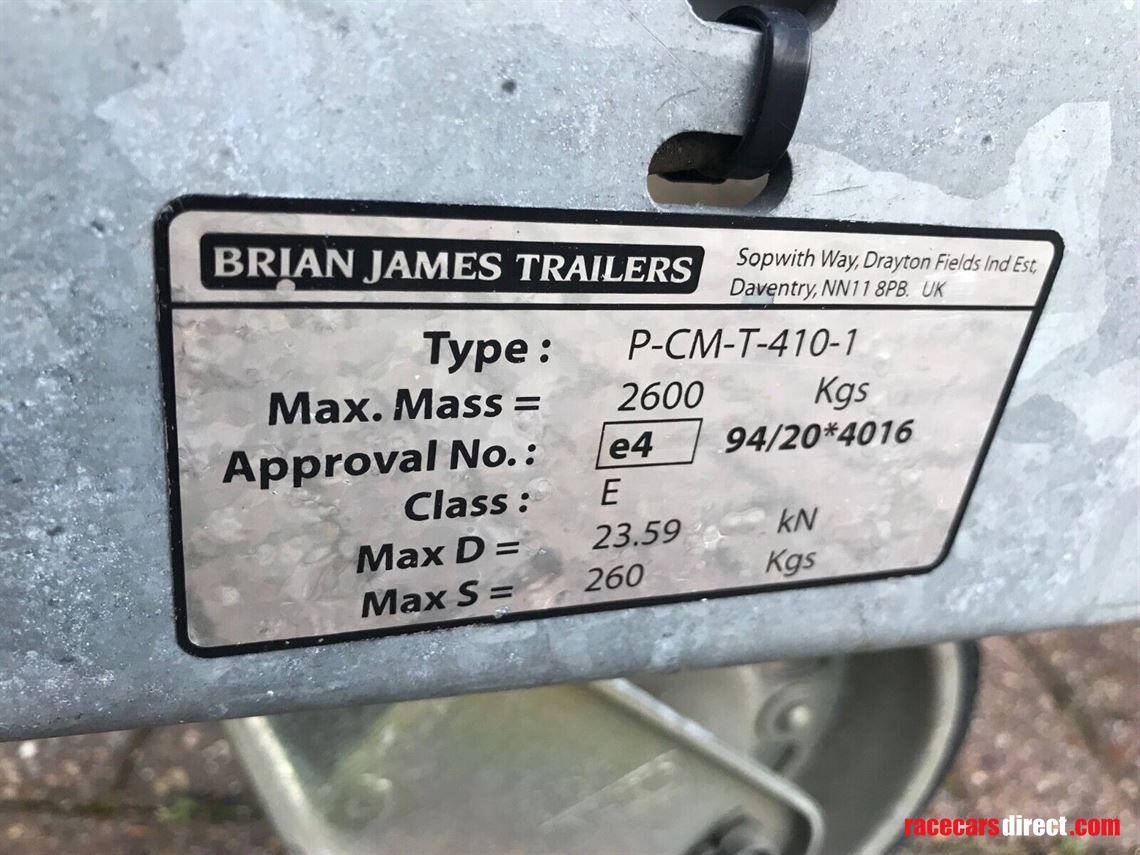 BRIAN JAMES TRAILERS
Sopwith Way, Drayton Fields Ind Est,
Daventry, NN11 8PB. UK
Type : P-CM-T-410-1
Max. Mass = 2600 Kgs
Approval No. : e4 94/20*4016
Class : E
Max D = 23.59 kN
Max S = 260 Kgs
racecarsdirect.com